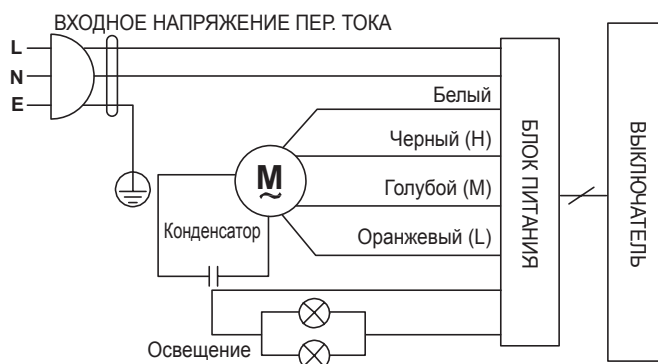 ВХОДНОЕ НАПРЯЖЕНИЕ ПЕР. ТОКА
L
N
E
Белый
Черный (H)
Голубой (M)
Оранжевый (L)
M
~
Конденсатор
Освещение
БЛОК ПИТАНИЯ
ВЫКЛЮЧАТЕЛЬ